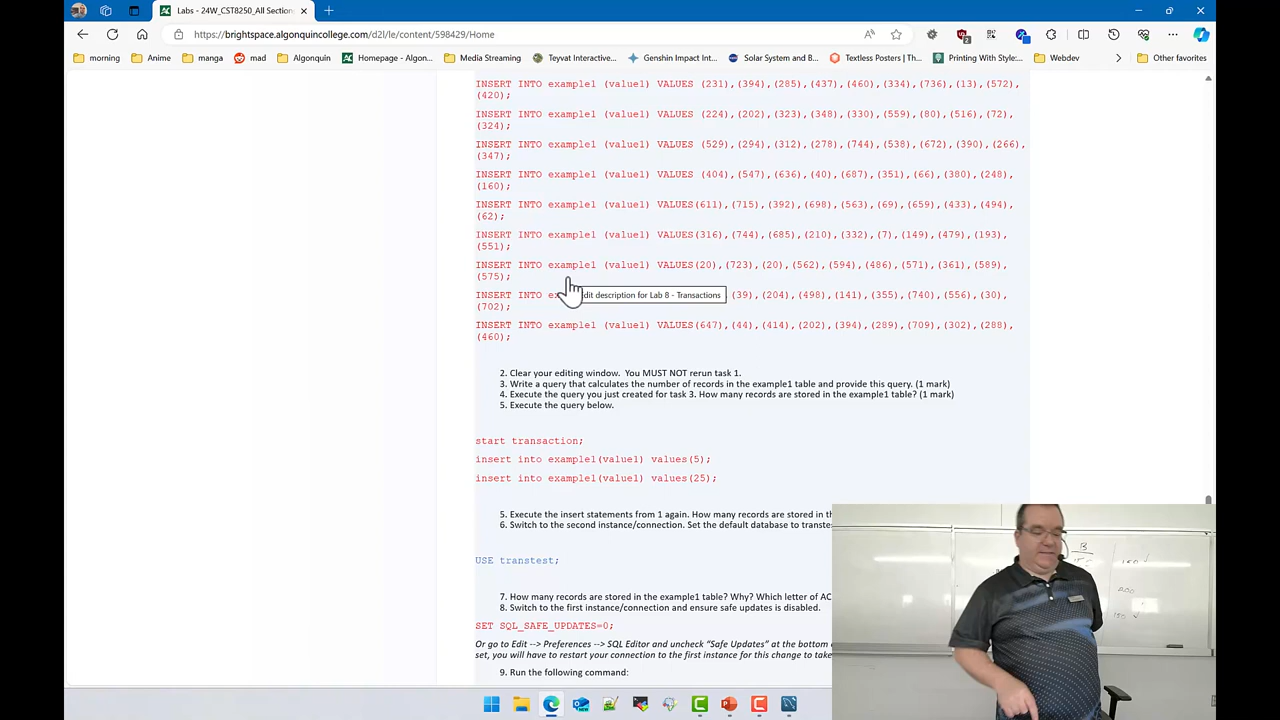 Labs - 24W_CST8250_All Section
https://brightspace.algonquincollege.com/d2l/le/content/598429/Home
morning
Anime
manga
mad
Algonquin
Homepage - Algon...
Media Streaming
Teyvat Interactive...
Genshin Impact Int...
Solar System and B...
Textless Posters | Tha...
Printing With Style:...
Webdev
Other favorites
INSERT INTO example1 (value1) VALUES (231),(394),(285),(437),(460),(334),(736),(13),(572),
(420);
INSERT INTO example1 (value1) VALUES (224),(202),(323),(348),(330),(559),(80),(516),(72),
(324);
INSERT INTO example1 (value1) VALUES (529),(294),(312),(278),(744),(538),(672),(390),(266),
(347);
INSERT INTO example1 (value1) VALUES (404),(547),(636),(40),(687),(351),(66),(380),(248),
(160);
INSERT INTO example1 (value1) VALUES(611),(715),(392),(698),(563),(69),(659),(433),(494),
(62);
INSERT INTO example1 (value1) VALUES(316),(744),(685),(210),(332),(7),(149),(479),(193),
(551);
INSERT INTO example1 (value1) VALUES(20),(723),(20),(562),(594),(486),(571),(361),(589),
(575);
INSERT INTO ex (39),(204),(498),(141),(355),(740),(556),(30),
dit description for Lab 8 - Transactions
(702);
INSERT INTO example1 (value1) VALUES(647),(44),(414),(202),(394),(289),(709),(302),(288),
(460);
2. Clear your editing window. You MUST NOT rerun task 1.
3. Write a query that calculates the number of records in the example1 table and provide this query. (1 mark)
4. Execute the query you just created for task 3. How many records are stored in the example1 table? (1 mark)
5. Execute the query below.
start transaction;
insert into example1(value1) values(5);
insert into example1(value1) values(25);
5. Execute the insert statements from 1 again. How many records are stored in th
6. Switch to the second instance/connection. Set the default database to transte
USE transtest;
7. How many records are stored in the example1 table? Why? Which letter of AC
8. Switch to the first instance/connection and ensure safe updates is disabled.
SET SQL_SAFE_UPDATES=0;
Or go to Edit --> Preferences --> SQL Editor and uncheck “Safe Updates” at the bottom
set, you will have to restart your connection to the first instance for this change to take
9. Run the following command:
B
150